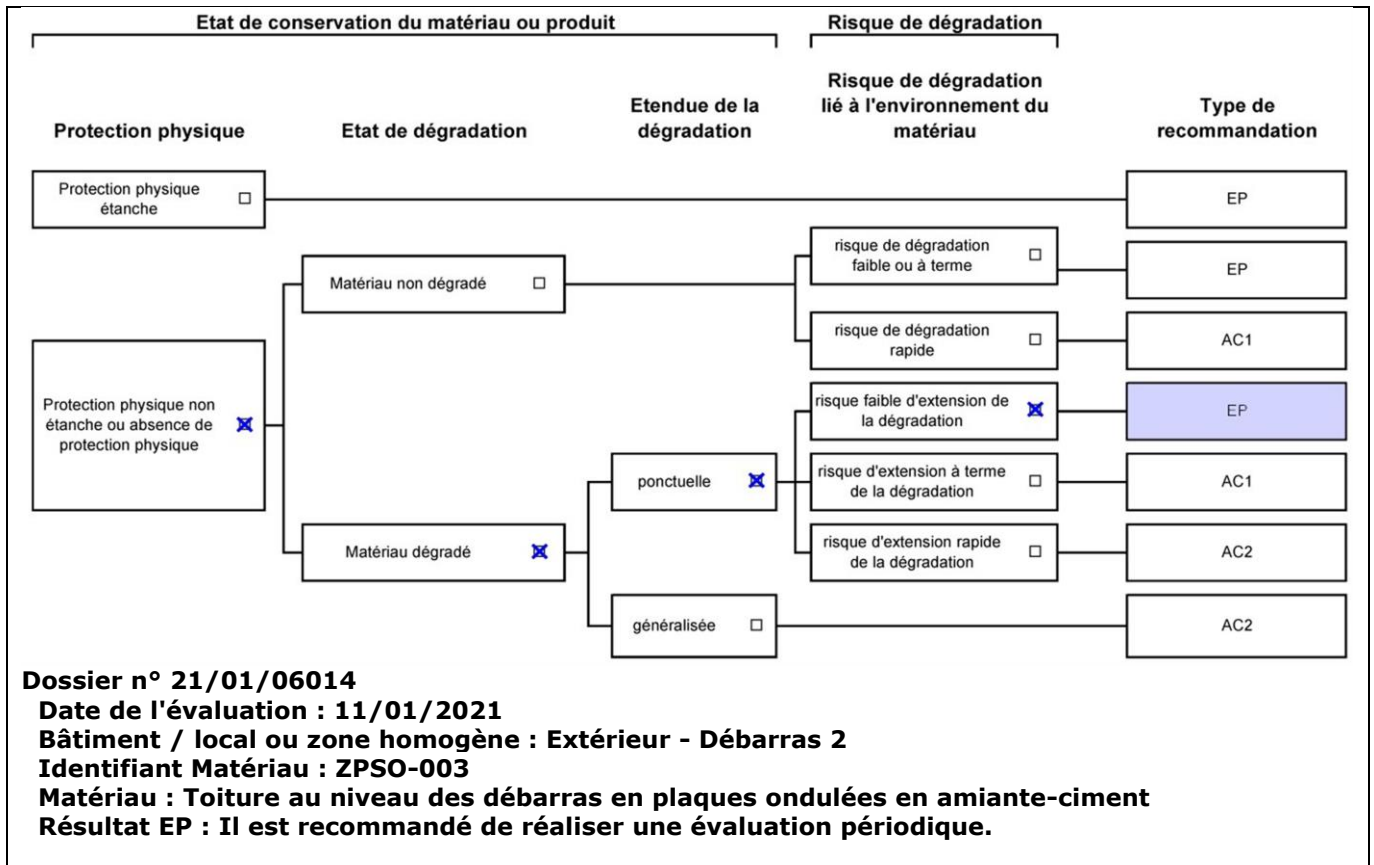 Etat de conservation du matériau ou produit
Risque de dégradation
Protection physique
Etat de dégradation
Etendue de la
dégradation
Risque de dégradation
lié à l'environnement du
matériau
Type de
recommandation
Protection physique
étanche
EP
risque de dégradation
faible ou à terme
EP
Matériau non dégradé
risque de dégradation
rapide
AC1
Protection physique non
étanche ou absence de
protection physique
risque faible d'extension de
la dégradation
EP
ponctuelle
risque d'extension à terme
de la dégradation
AC1
Matériau dégradé
risque d'extension rapide
de la dégradation
AC2
généralisée
AC2
Dossier n° 21/01/06014
Date de l'évaluation : 11/01/2021
Bâtiment / local ou zone homogène : Extérieur - Débarras 2
Identifiant Matériau : ZPSO-003
Matériau : Toiture au niveau des débarras en plaques ondulées en amiante-ciment
Résultat EP : Il est recommandé de réaliser une évaluation périodique.